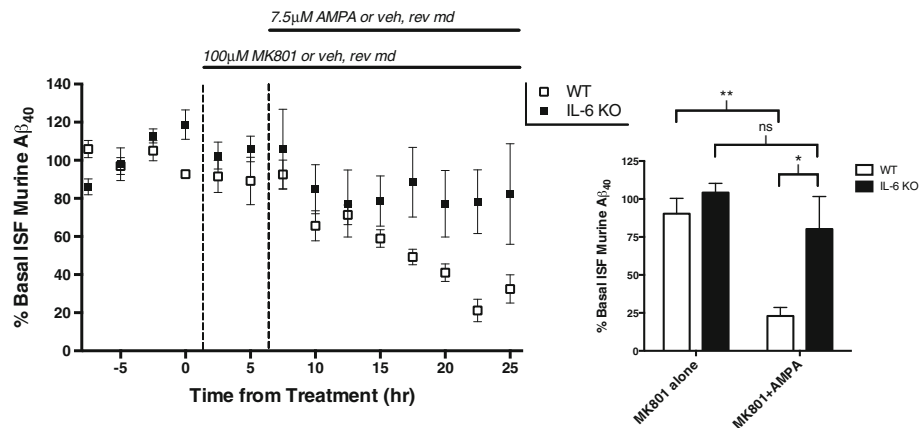 7.5µM AMPA or veh, rev md
100µM MK801 or veh, rev md
WT
IL-6 KO
% Basal ISF Murine Aβ40
140
120
100
80
60
40
20
0
-5
0
5
10
15
20
25
Time from Treatment (hr)
**
ns
*
WT
IL-6 KO
% Basal ISF Murine Aβ40
125
100
75
50
25
0
MK801 alone
MK801+AMPA